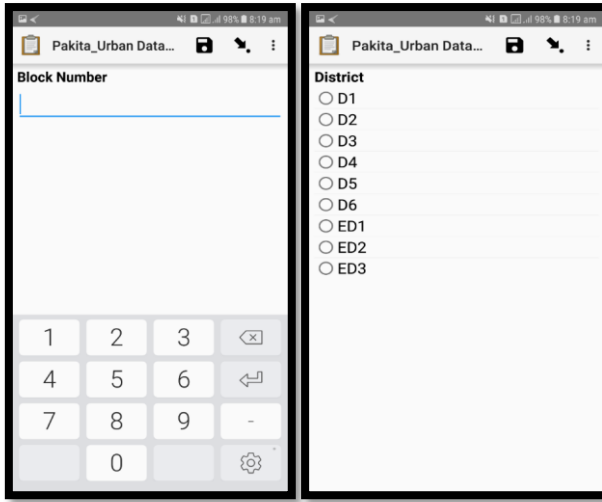 98% 8:19 am
Pakita_Urban Data...
Block Number
1 2 3
4 5 6
7 8 9 -
0
98% 8:19 am
Pakita_Urban Data...
District
D1
D2
D3
D4
D5
D6
ED1
ED2
ED3